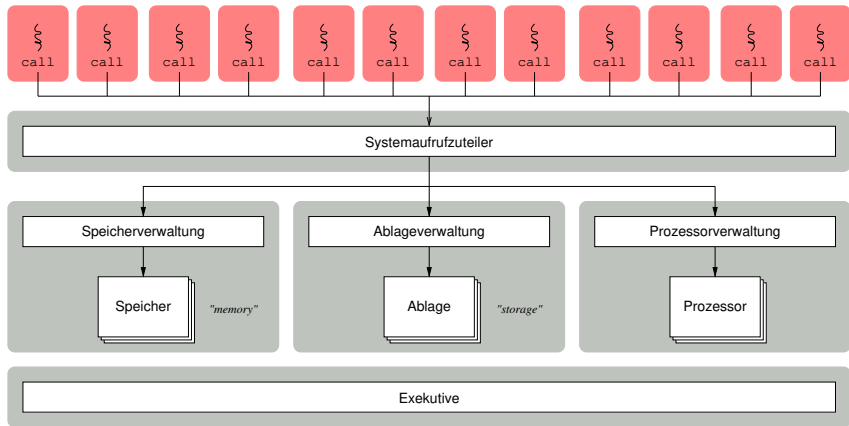 call call call call call call call call call call call call
Systemaufrufzuteiler
Speicherverwaltung Ablageverwaltung Prozessorverwaltung
Speicher "memory" Ablage "storage" Prozessor
Exekutive